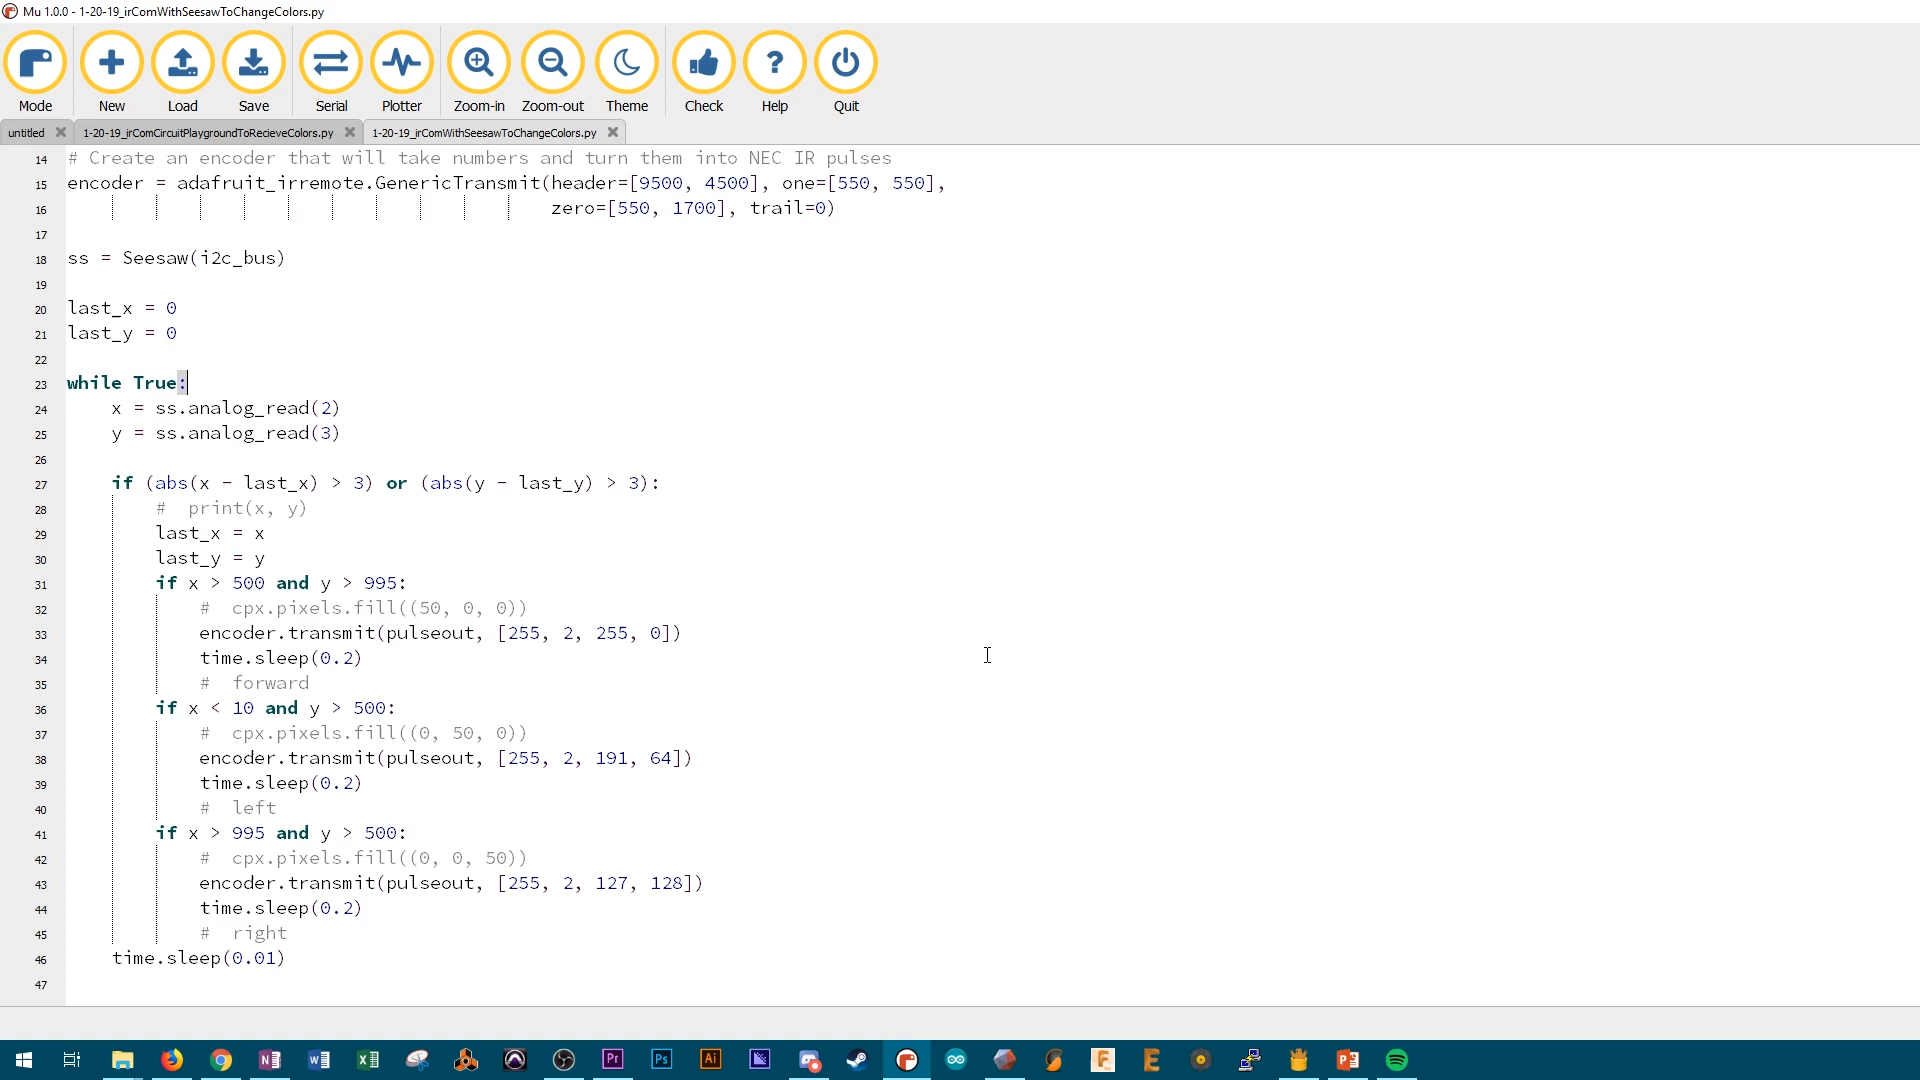 Mu 1.0.0 - 1-20-19_irComWithSeesawToChangeColors.py
Mode New Load Save Serial Plotter Zoom-in Zoom-out Theme Check Help Quit
untitled 1-20-19_irComCircuitPlaygroundToRecieveColors.py 1-20-19_irComWithSeesawToChangeColors.py
14 # Create an encoder that will take numbers and turn them into NEC IR pulses
15 encoder = adafruit_irremote.GenericTransmit(header=[9500, 4500], one=[550, 550],
16 zero=[550, 1700], trail=0)
17
18 ss = Seesaw(i2c_bus)
19
20 last_x = 0
21 last_y = 0
22
23 while True:
24 x = ss.analog_read(2)
25 y = ss.analog_read(3)
26
27 if (abs(x - last_x) > 3) or (abs(y - last_y) > 3):
28 #  print(x, y)
29 last_x = x
30 last_y = y
31 if x > 500 and y > 995:
32 #  cpx.pixels.fill((50, 0, 0))
33 encoder.transmit(pulseout, [255, 2, 255, 0])
34 time.sleep(0.2)
35 #  forward
36 if x < 10 and y > 500:
37 #  cpx.pixels.fill((0, 50, 0))
38 encoder.transmit(pulseout, [255, 2, 191, 64])
39 time.sleep(0.2)
40 #  left
41 if x > 995 and y > 500:
42 #  cpx.pixels.fill((0, 0, 50))
43 encoder.transmit(pulseout, [255, 2, 127, 128])
44 time.sleep(0.2)
45 #  right
46 time.sleep(0.01)
47